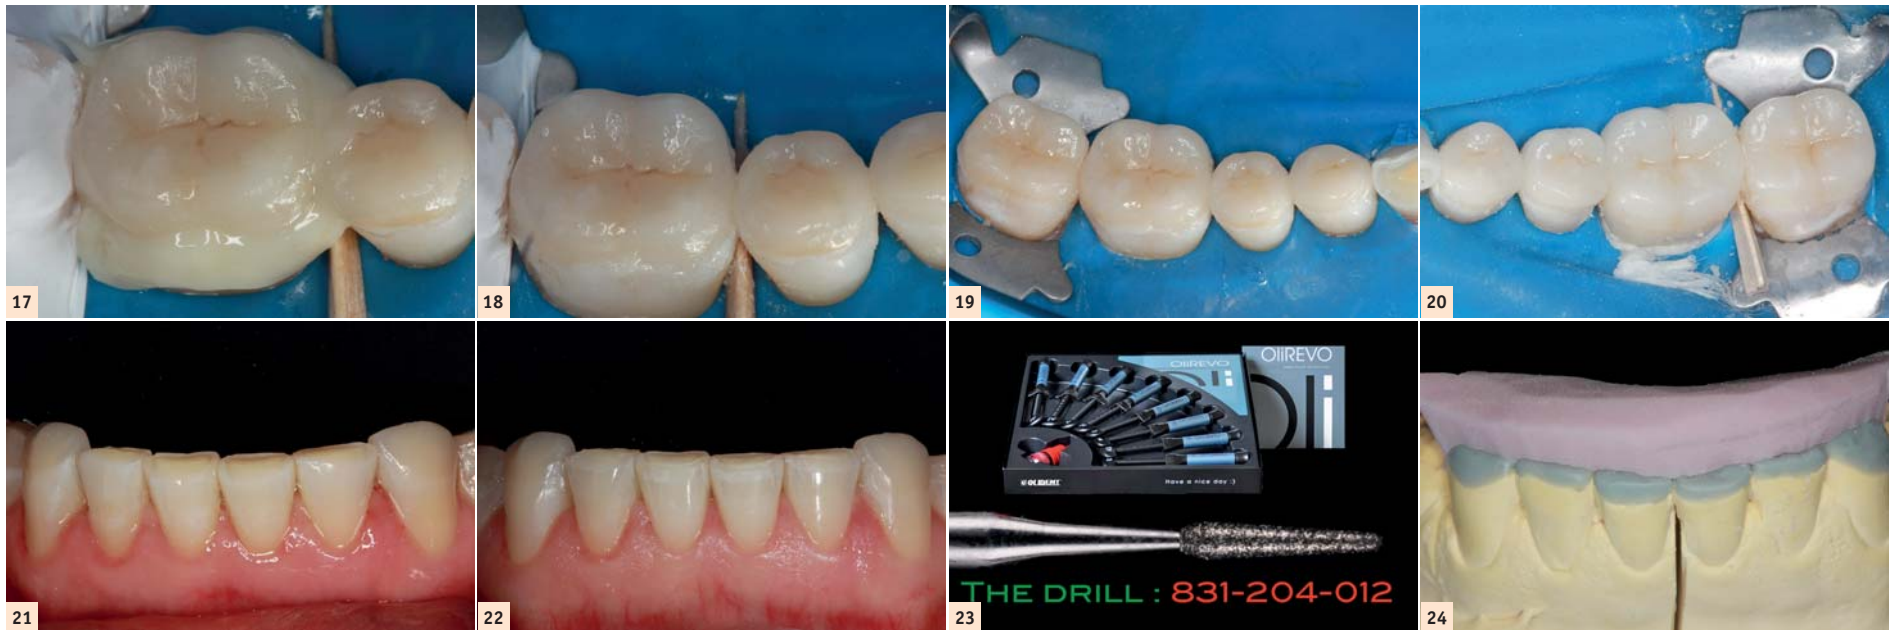 17
18
19
20
21
22
OliREVO
OliREVO
Oli
OLIDENT
Have a nice day :)
THE DRILL : 831-204-012
23
24